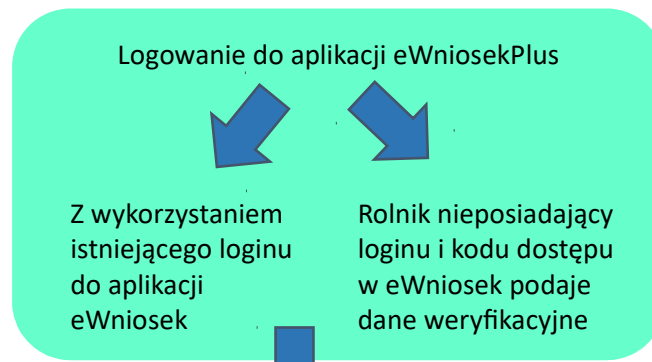 Logowanie do aplikacji eWniosekPlus
Z wykorzystaniem
istniejącego loginu
do aplikacji
eWniosek
Rolnik nieposiadający
loginu i kodu dostępu
w eWniosek podaje
dane weryfikacyjne